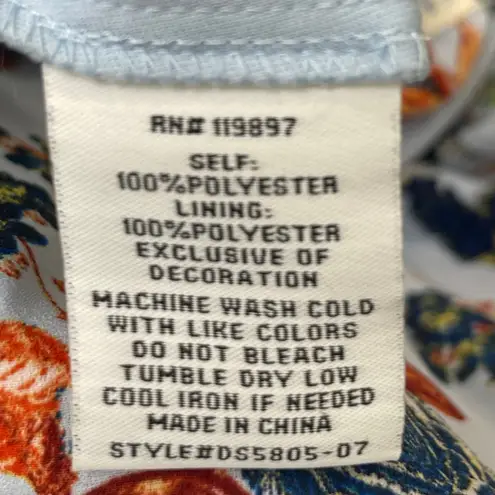 RN# 119897
SELF:
100%POLYESTER
LINING:
100%POLYESTER
EXCLUSIVE OF
DECORATION
MACHINE WASH COLD
WITH LIKE COLORS
DO NOT BLEACH
TUMBLE DRY LOW
COOL IRON IF NEEDED
MADE IN CHINA
STYLE#DS5805-07